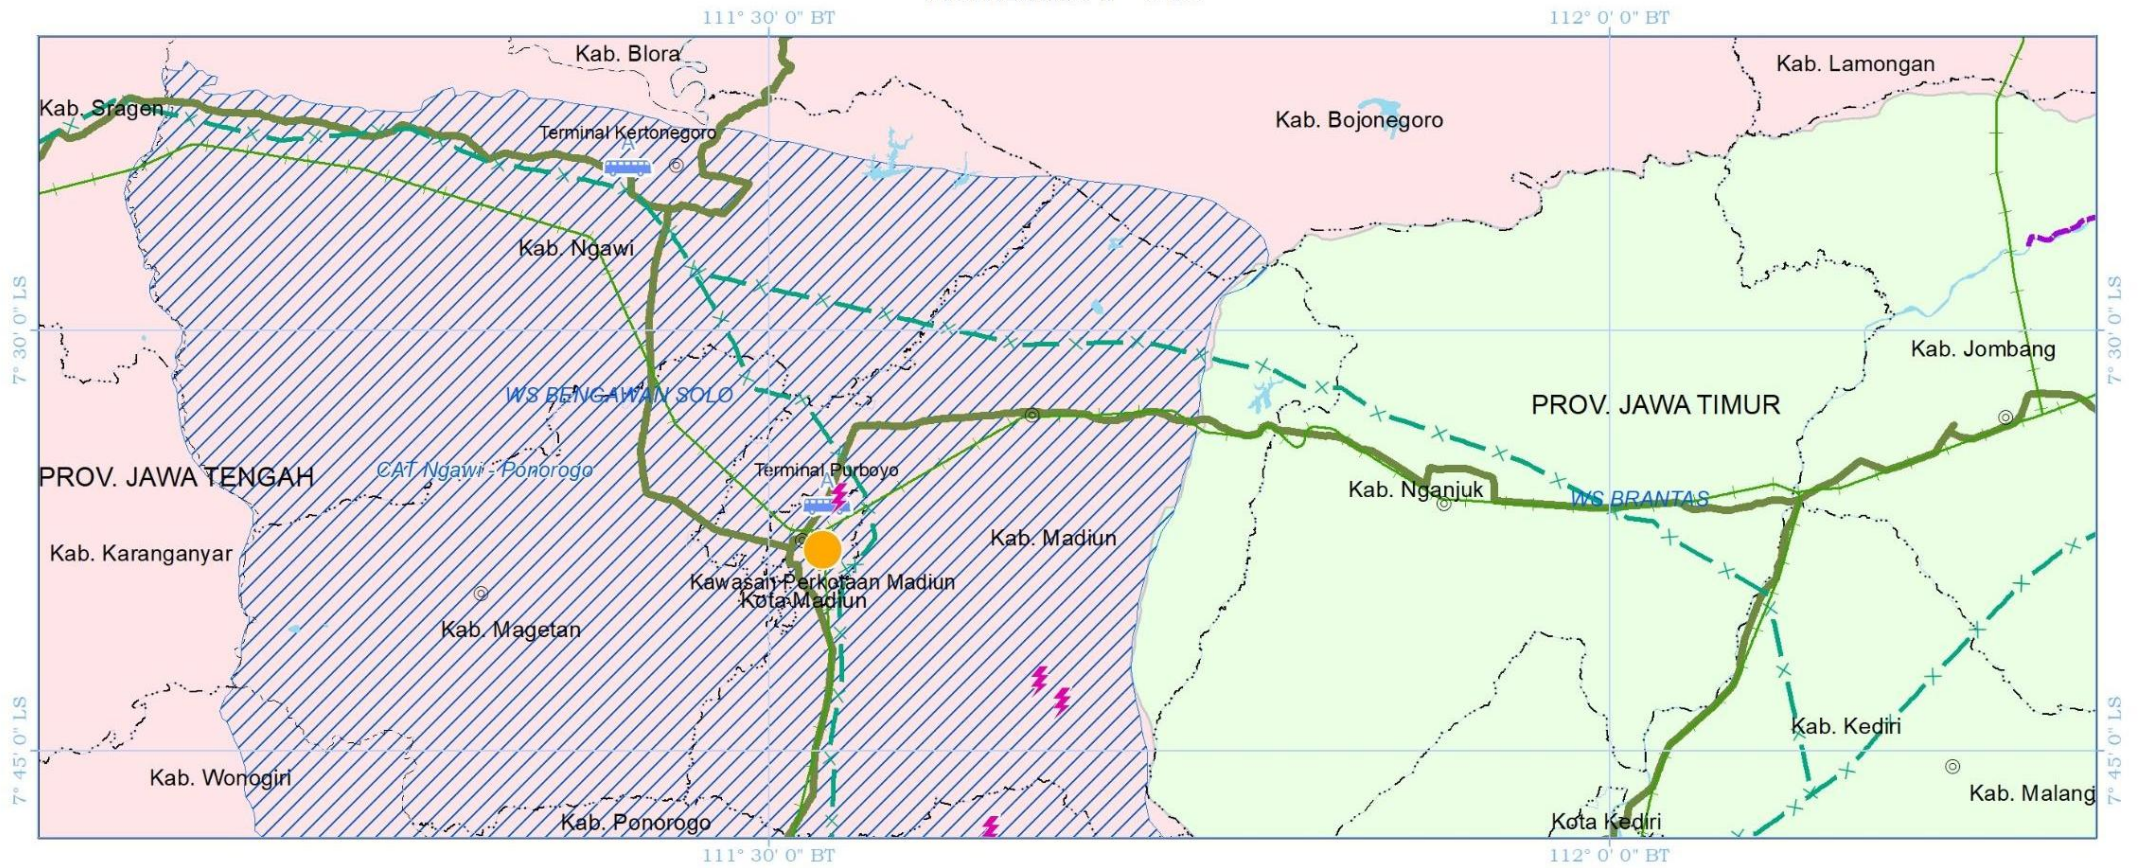 111° 30' 0" BT
112° 0' 0" BT
Kab. Blora
Kab. Lamongan
Kab. Sragen
Kab. Bojonegoro
Terminal Kertonegoro
A
Kab. Ngawi
7° 30' 0" LS
7° 30' 0" LS
Kab. Jombang
WS BENGAWAN SOLO
PROV. JAWA TIMUR
PROV. JAWA TENGAH
CAT Ngawi - Ponorogo
Terminal Purboyo
A
Kab. Nganjuk
WS BRANTAS
Kab. Karanganyar
Kab. Madiun
Kawasan Perkotaan Madiun
Kota Madiun
Kab. Magetan
7° 45' 0" LS
7° 45' 0" LS
Kab. Kediri
Kab. Wonogiri
Kab. Malang
Kab. Ponorogo
Kota Kediri
111° 30' 0" BT
112° 0' 0" BT